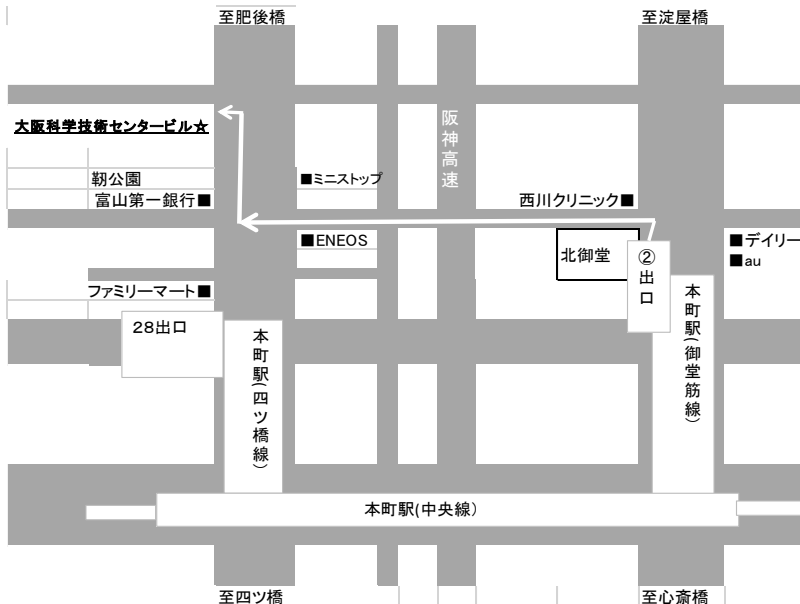 至肥後橋
至淀屋橋
大阪科学技術センタービル☆
阪神高速
靭公園
■ミニストップ
富山第一銀行■
西川クリニック■
■ENEOS
北御堂
②出口
■デイリー
■au
ファミリーマート■
28出口
本町駅(四ツ橋線)
本町駅(御堂筋線)
本町駅(中央線)
至四ツ橋
至心斎橋